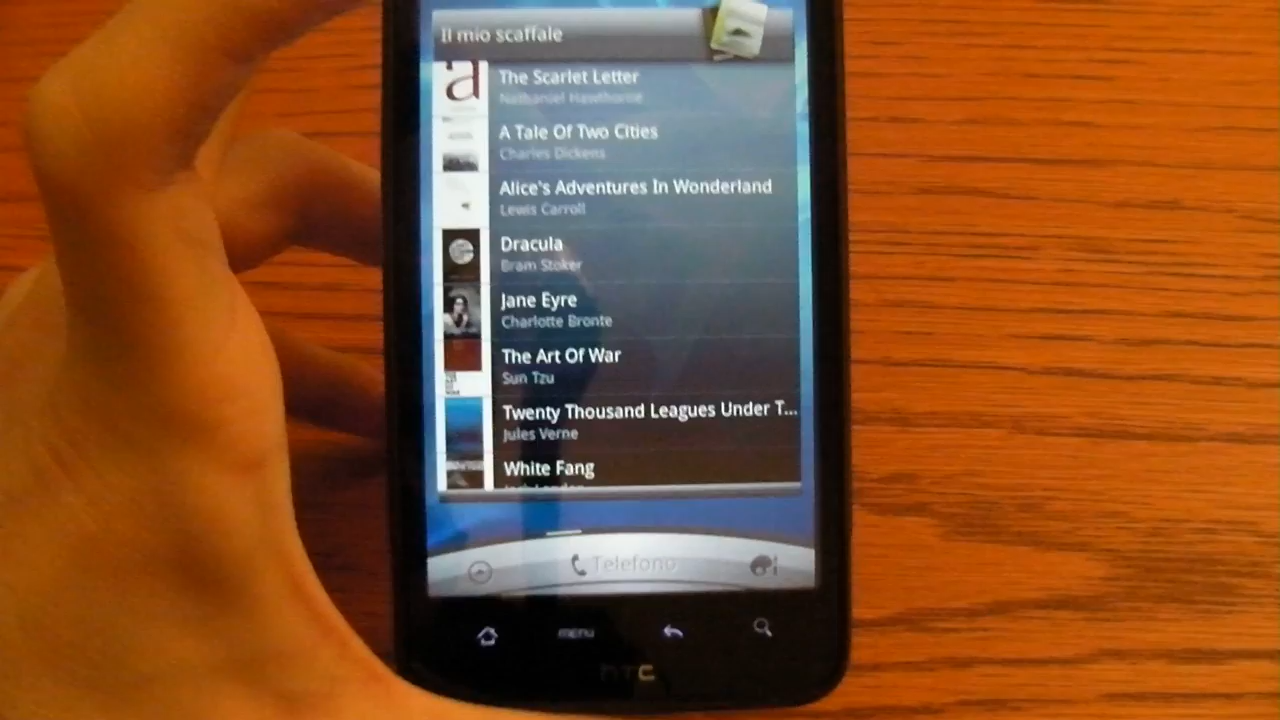 Il mio scaffale
The Scarlet Letter
Nathaniel Hawthorne
A Tale Of Two Cities
Charles Dickens
Alice's Adventures In Wonderland
Lewis Carroll
Dracula
Bram Stoker
Jane Eyre
Charlotte Bronte
The Art Of War
Sun Tzu
Twenty Thousand Leagues Under T...
Jules Verne
White Fang
Jack London
Telefono
menu
hTC